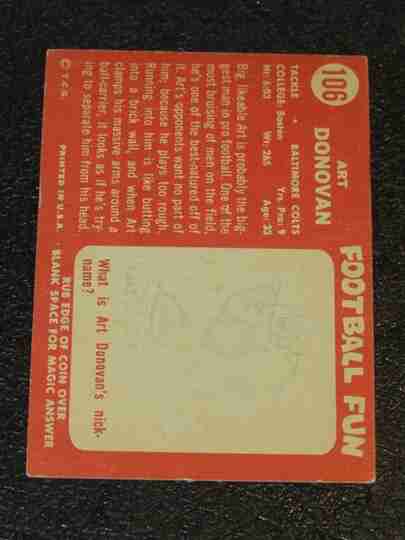 106
ART
DONOVAN
TACKLE • BALTIMORE COLTS
COLLEGE: Boston Yrs. Pro: 9
Ht: 6:03 Wt: 265 Age: 33
Big, likeable Art is probably the big-
gest man in pro football. One of the
most bruising of men on the field,
he's one of the best-natured off of
it. Art's opponents want no part of
him, because he plays too rough.
Running into him is like butting
into a brick wall, and when Art
clamps his massive arms around a
ball-carrier, it looks as if he's try-
ing to separate him from his head.
© T.C.G. PRINTED IN U.S.A.
FOOTBALL FUN
What is Art Donovan's nick-
name?
RUB EDGE OF COIN OVER
BLANK SPACE FOR MAGIC ANSWER